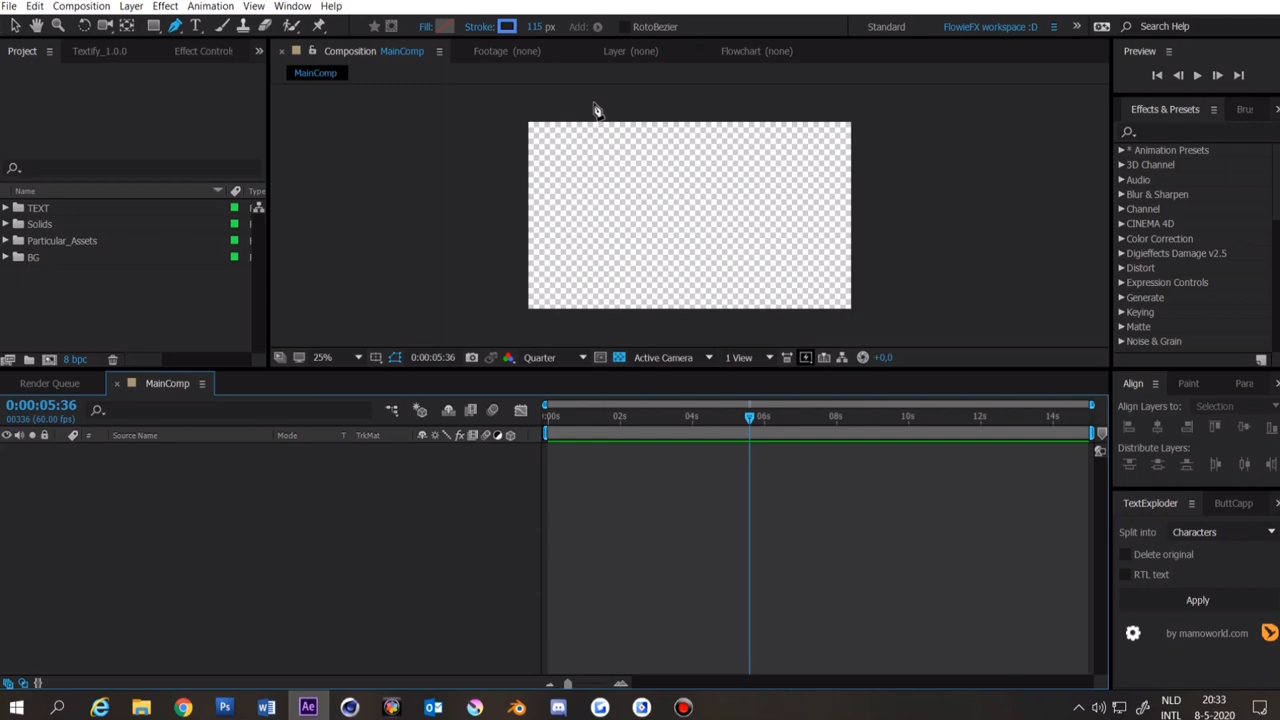 File Edit Composition Layer Effect Animation View Window Help
Fill: Stroke: 115 px Add: RotoBezier Standard FlowieFX workspace :D Search Help
Project Textify_1.0.0 Effect Control: Composition MainComp Footage (none) Layer (none) Flowchart (none) Preview
MainComp
Effects & Presets Bru
* Animation Presets
3D Channel
Audio
Blur & Sharpen
Channel
CINEMA 4D
Color Correction
Digieffects Damage v2.5
Distort
Expression Controls
Generate
Keying
Matte
Noise & Grain
Name Type
TEXT
Solids
Particular_Assets
BG
8 bpc 25% 0:00:05:36 Quarter Active Camera 1 View +0,0
Render Queue MainComp Align Paint Para
0:00:05:36
00336 (60.00 fps)
:00s 02s 04s 06s 08s 10s 12s 14s
# Source Name Mode T TrkMat
Align Layers to: Selection
Distribute Layers:
TextExploder ButtCapp
Split into Characters
Delete original
RTL text
Apply
by mamoworld.com
Ps Ae
NLD
INTL
20:33
8-5-2020